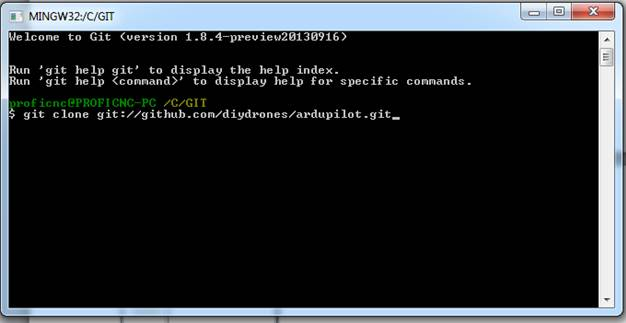 MINGW32:/C/GIT
Welcome to Git (version 1.8.4-preview20130916)
Run 'git help git' to display the help index.
Run 'git help <command>' to display help for specific commands.
proficnc@PROFICNC-PC /C/GIT
$ git clone git://github.com/diydrones/ardupilot.git